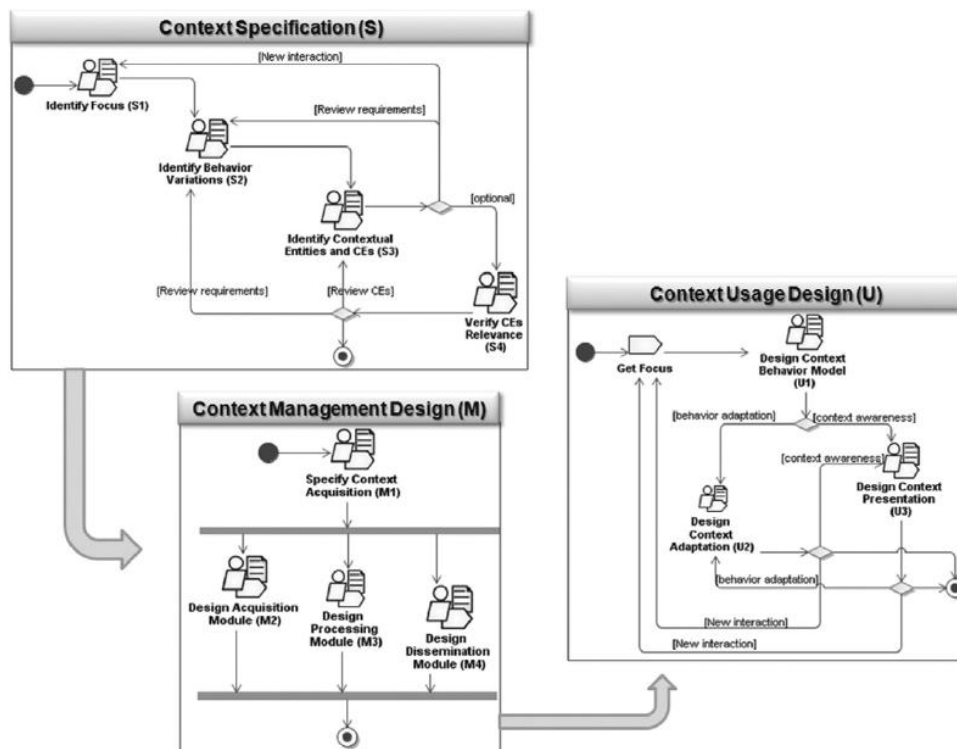 Context Specification (S)
[New interaction]
Identify Focus (S1)
[Review requirements]
Identify Behavior
Variations (S2)
[optional]
Identify Contextual
Entities and CEs (S3)
[Review requirements]
[Review CEs]
Verify CEs
Relevance
(S4)
Context Management Design (M)
Specify Context
Acquisition (M1)
Design Acquisition
Module (M2)
Design
Processing
Module (M3)
Design
Dissemination
Module (M4)
Context Usage Design (U)
Get Focus
Design Context
Behavior Model
(U1)
[behavior adaptation]
[context awareness]
[context awareness]
Design Context
Presentation
(U3)
Design
Context
Adaptation (U2)
[behavior adaptation]
[New interaction]
[New interaction]